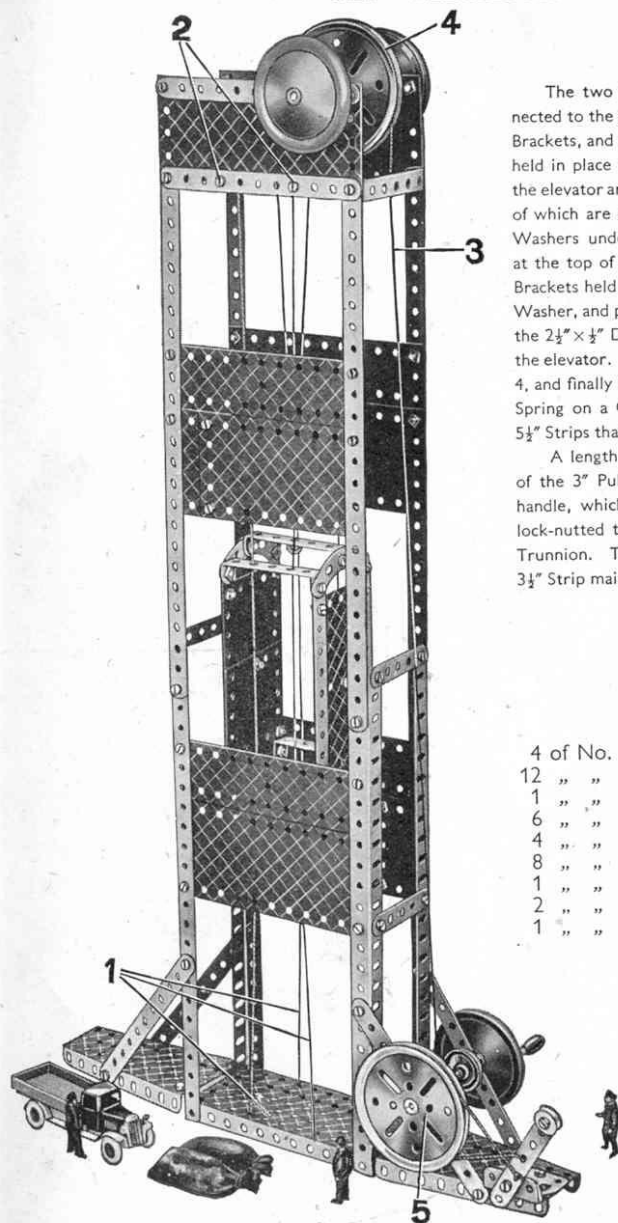 2
4
The two
nected to the
Brackets, and
held in place
the elevator an
of which are
Washers unde
at the top of
Brackets held
3
Washer, and p
the 2½″ × ½″ D
the elevator.
4, and finally
Spring on a
5½″ Strips tha
A length
of the 3″ Pul
handle, whic
lock-nutted t
Trunnion. T
3½″ Strip mai
4 of No.
12 „ „
1 „ „
6 „ „
4 „ „
8 „ „
1 „ „
2 „ „
1 „ „
1
5